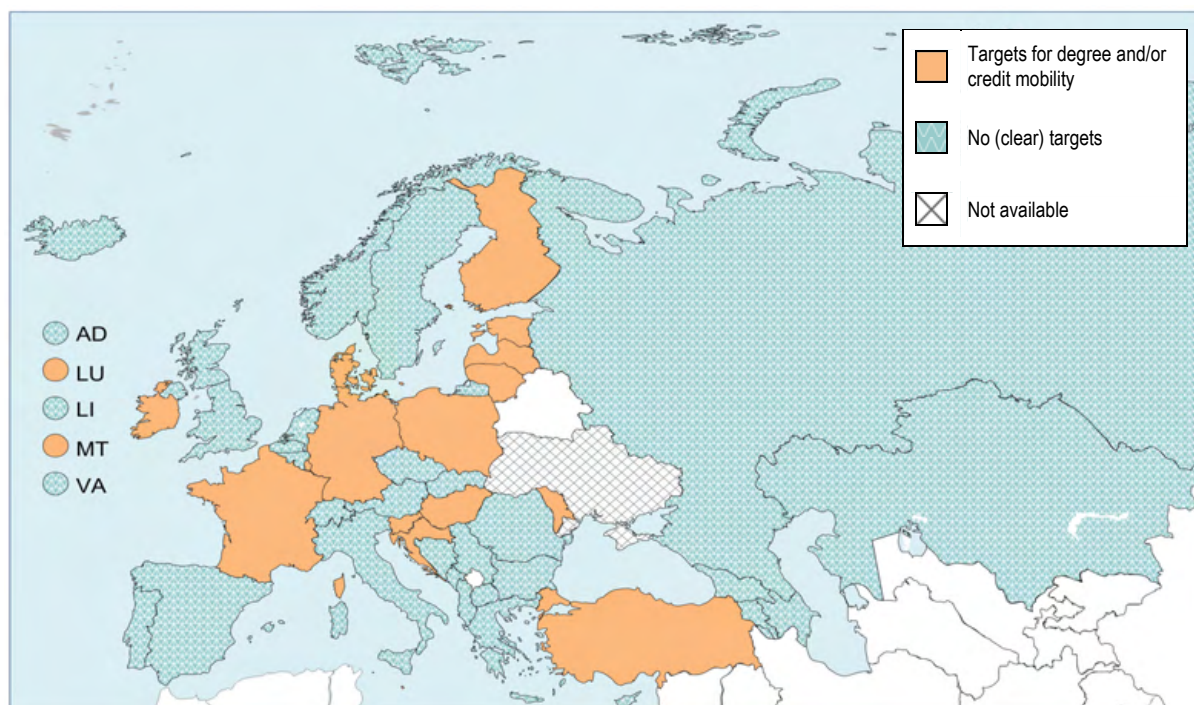 Targets for degree and/or
credit mobility
No (clear) targets
Not available
AD
LU
LI
MT
VA